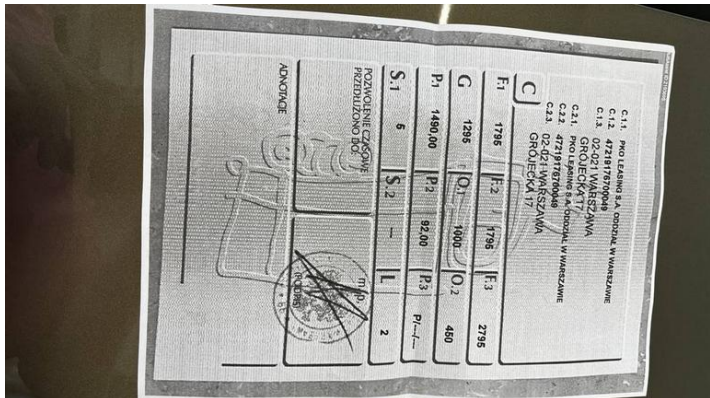 C.1.1. PKO LEASING S.A. ODDZIAŁ W WARSZAWIE
C.1.2. 47219176700049
C.1.3. 02-021 WARSZAWA
GRÓJECKA 17
C.2.1. PKO LEASING S.A. ODDZIAŁ W WARSZAWIE
C.2.2. 47219176700049
C.2.3. 02-021 WARSZAWA
GRÓJECKA 17
C
F.1 1795 F.2 1795 F.3 2795
G 1295 O.1 1000 O.2 450
P.1 1490,00 P.2 92,00 P.3 P/---/---
S.1 5 S.2 — L 2
POZWOLENIE CZASOWE
PRZEDŁUŻONO DO:
m.p.
(PODPIS)
ADNOTACJE